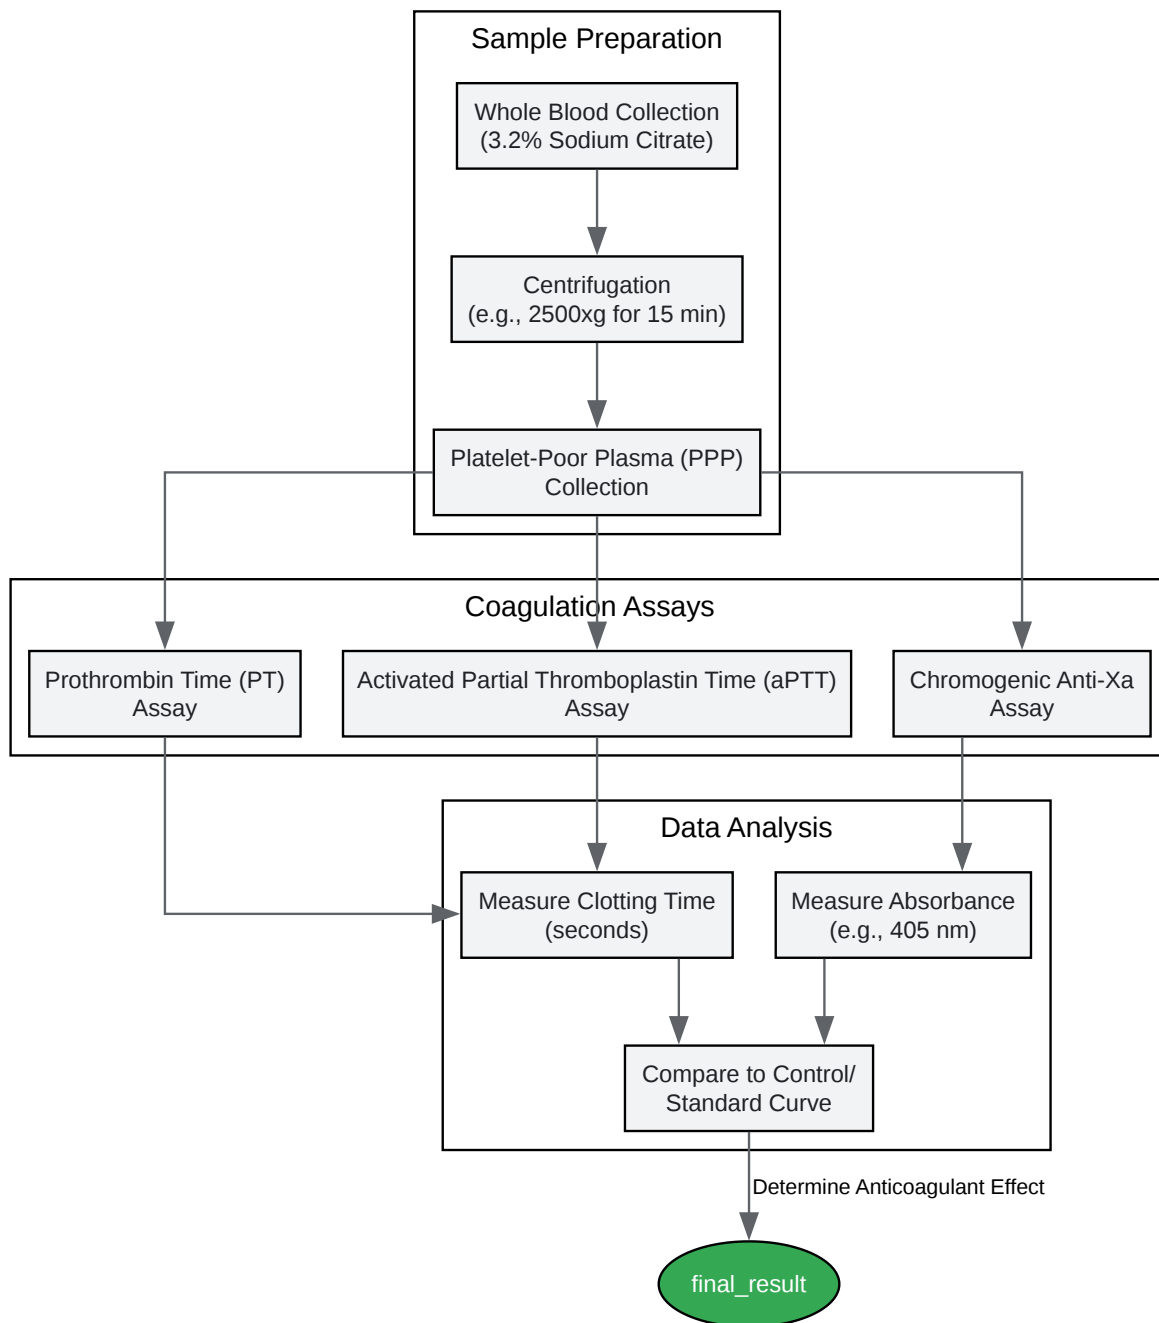 Sample Preparation
Whole Blood Collection
(3.2% Sodium Citrate)
Centrifugation
(e.g., 2500xg for 15 min)
Platelet-Poor Plasma (PPP)
Collection
Coagulation Assays
Prothrombin Time (PT)
Assay
Activated Partial Thromboplastin Time (aPTT)
Assay
Chromogenic Anti-Xa
Assay
Data Analysis
Measure Clotting Time
(seconds)
Measure Absorbance
(e.g., 405 nm)
Compare to Control/
Standard Curve
Determine Anticoagulant Effect
final_result